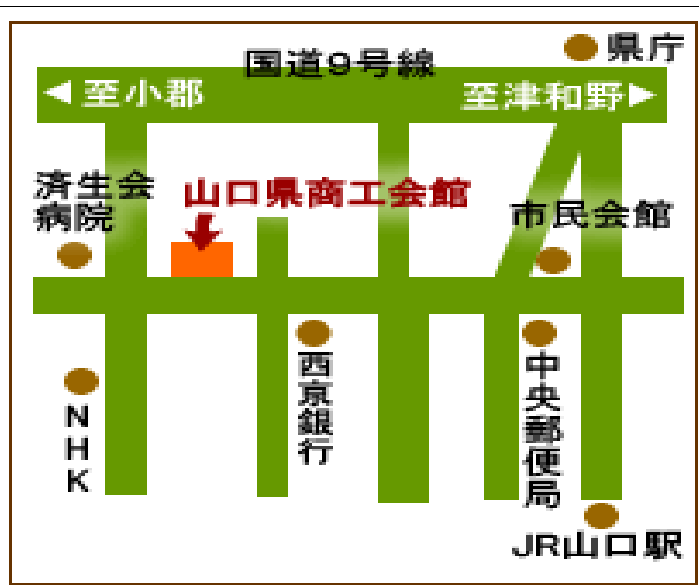 県庁
国道9号線
◀至小郡
至津和野▶
済生会
病院
山口県商工会館
市民会館
西京銀行
中央郵便局
NHK
JR山口駅